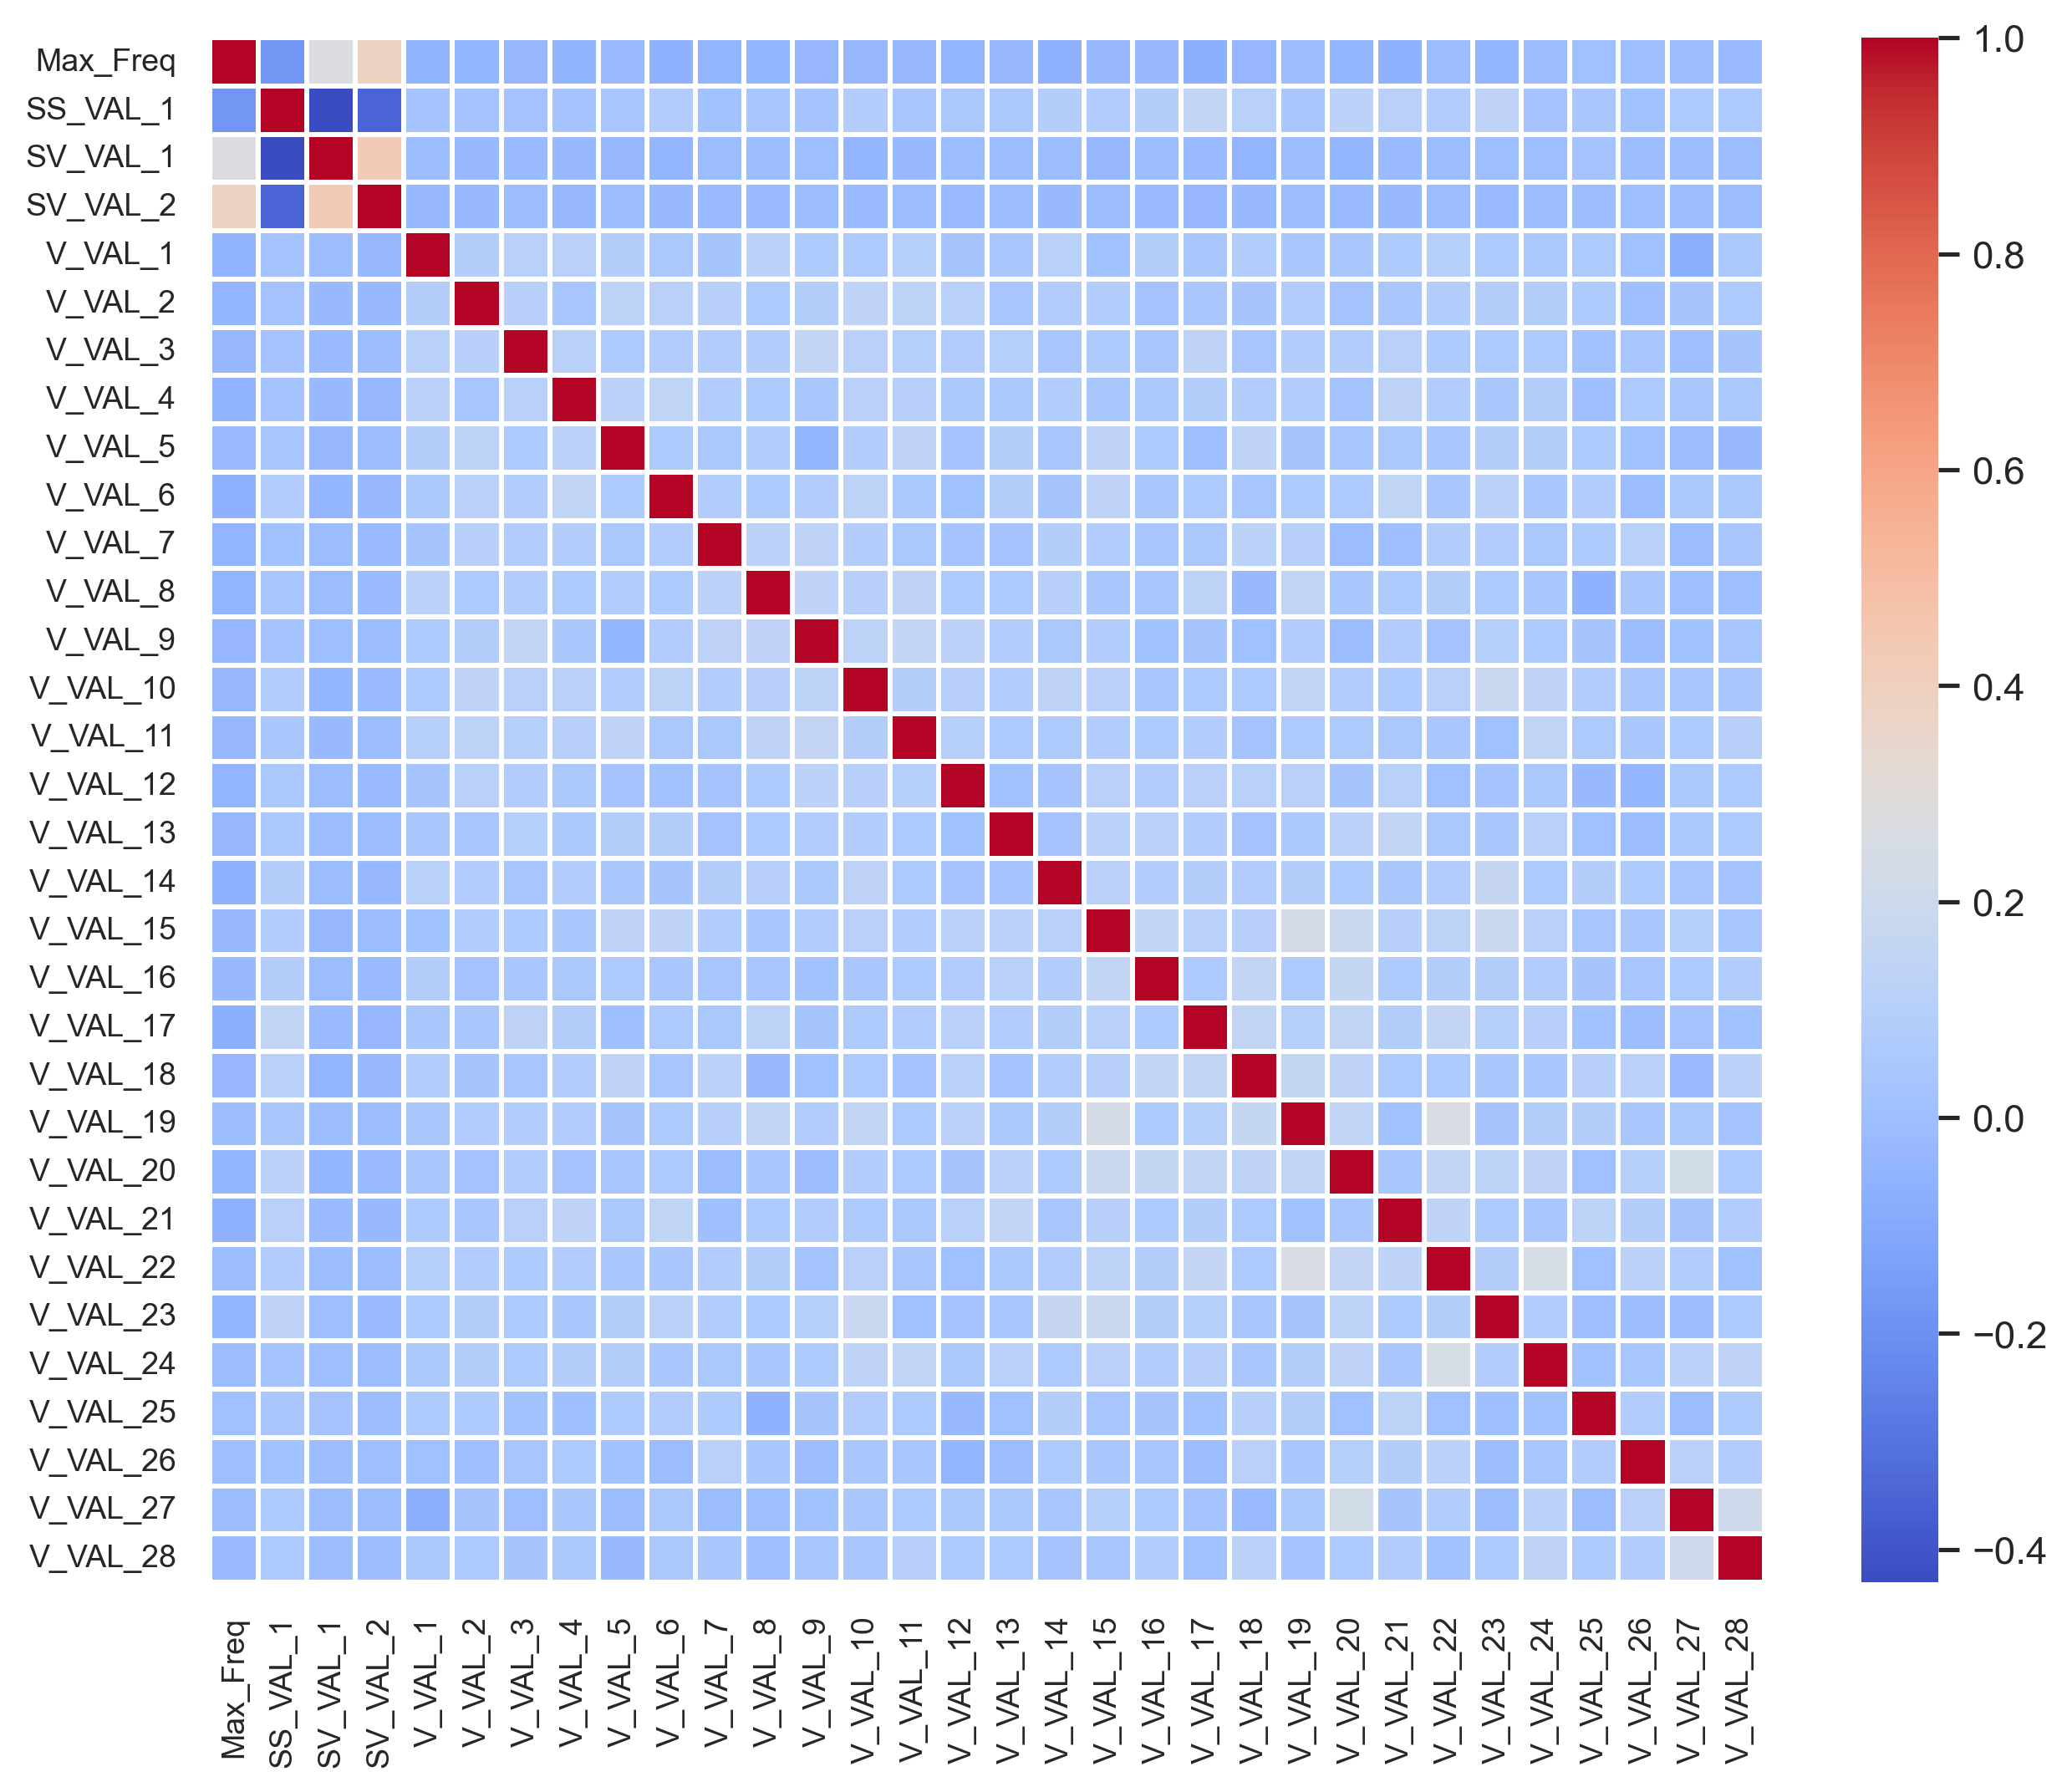 Max_Freq
SS_VAL_1
SV_VAL_1
SV_VAL_2
V_VAL_1
V_VAL_2
V_VAL_3
V_VAL_4
V_VAL_5
V_VAL_6
V_VAL_7
V_VAL_8
V_VAL_9
V_VAL_10
V_VAL_11
V_VAL_12
V_VAL_13
V_VAL_14
V_VAL_15
V_VAL_16
V_VAL_17
V_VAL_18
V_VAL_19
V_VAL_20
V_VAL_21
V_VAL_22
V_VAL_23
V_VAL_24
V_VAL_25
V_VAL_26
V_VAL_27
V_VAL_28
Max_Freq
SS_VAL_1
SV_VAL_1
SV_VAL_2
V_VAL_1
V_VAL_2
V_VAL_3
V_VAL_4
V_VAL_5
V_VAL_6
V_VAL_7
V_VAL_8
V_VAL_9
V_VAL_10
V_VAL_11
V_VAL_12
V_VAL_13
V_VAL_14
V_VAL_15
V_VAL_16
V_VAL_17
V_VAL_18
V_VAL_19
V_VAL_20
V_VAL_21
V_VAL_22
V_VAL_23
V_VAL_24
V_VAL_25
V_VAL_26
V_VAL_27
V_VAL_28
1.0
0.8
0.6
0.4
0.2
0.0
−0.2
−0.4